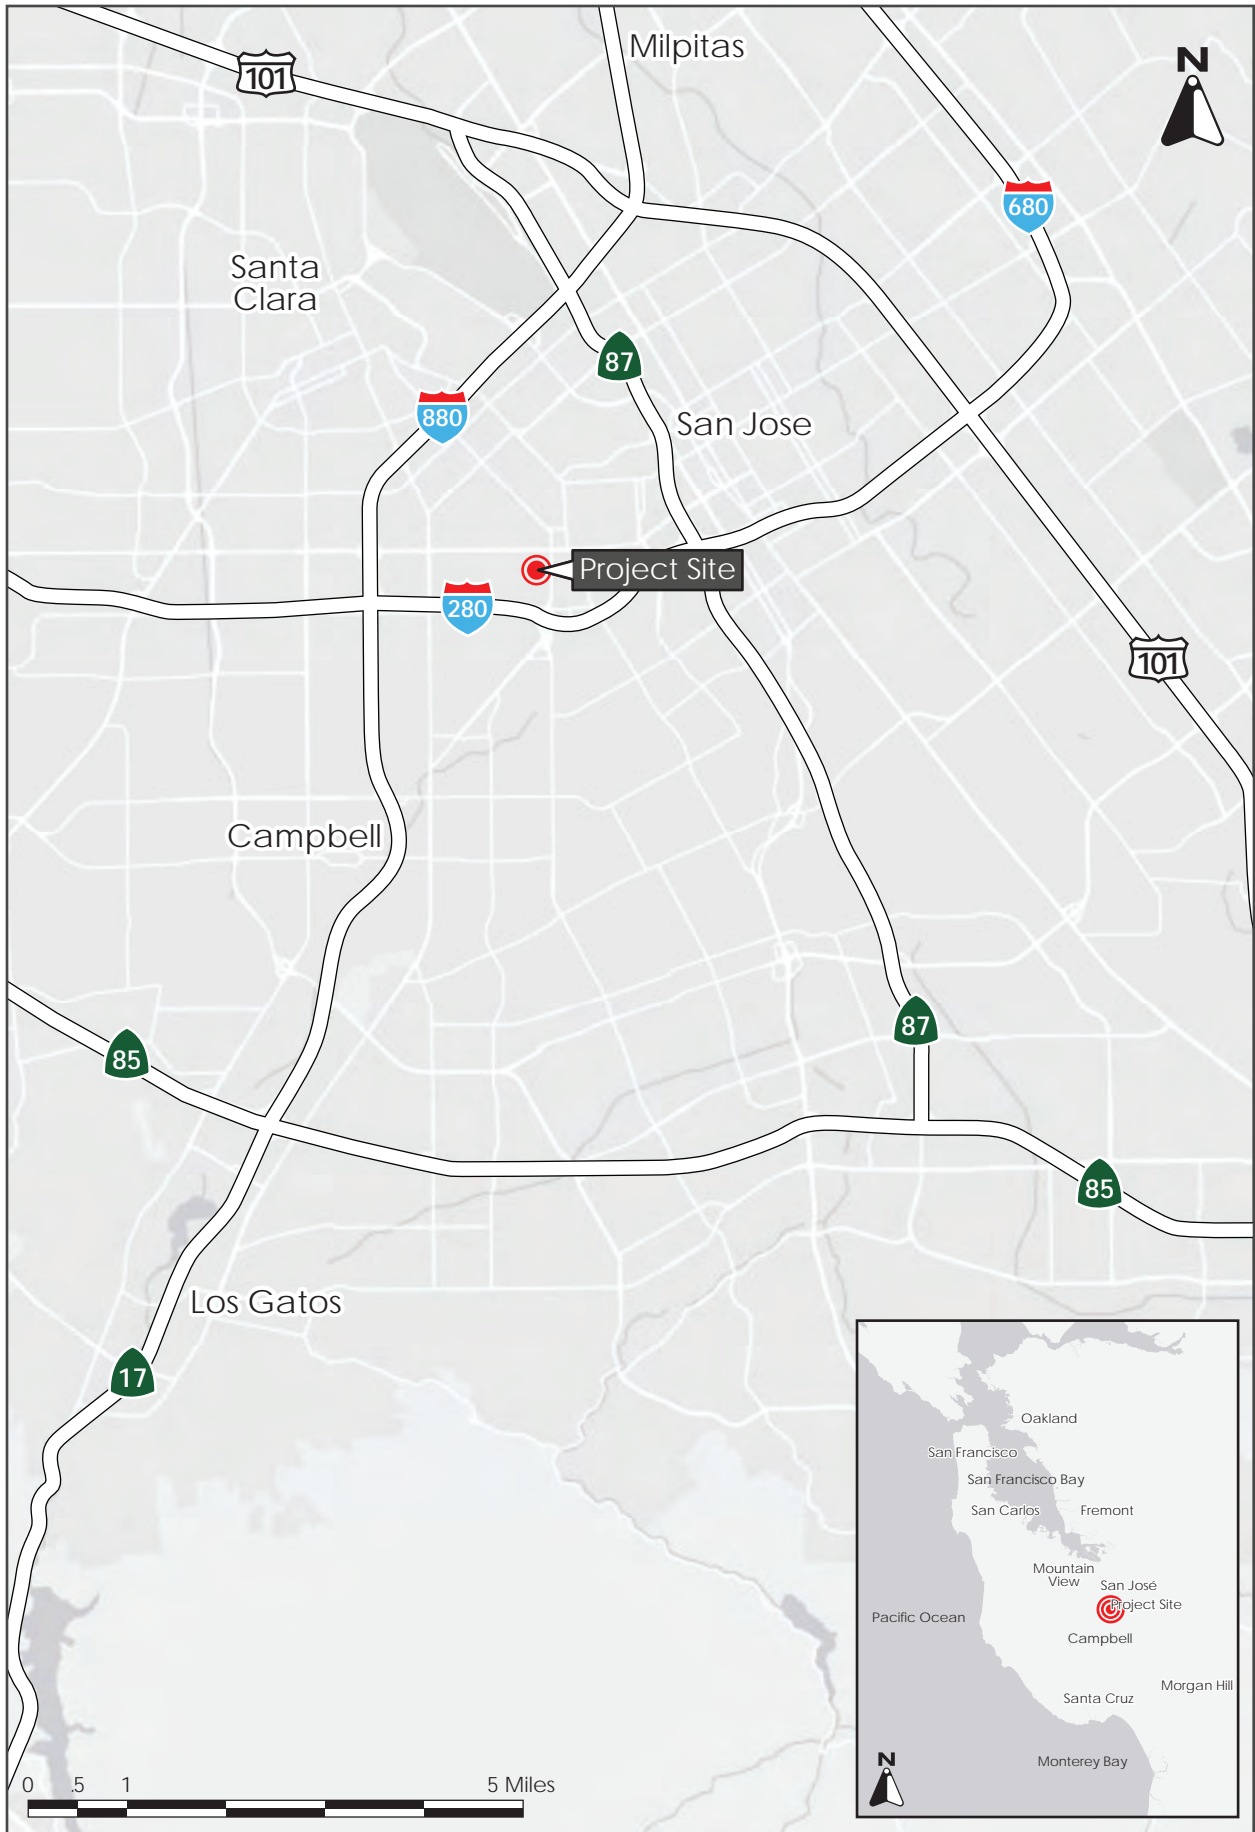 Milpitas
N
101
680
Santa
Clara
87
880
San Jose
Project Site
280
101
Campbell
87
85
85
Los Gatos
17
Oakland
San Francisco
San Francisco Bay
San Carlos
Fremont
Mountain
View
San José
Project Site
Pacific Ocean
Campbell
Morgan Hill
Santa Cruz
Monterey Bay
N
0 .5 1 5 Miles